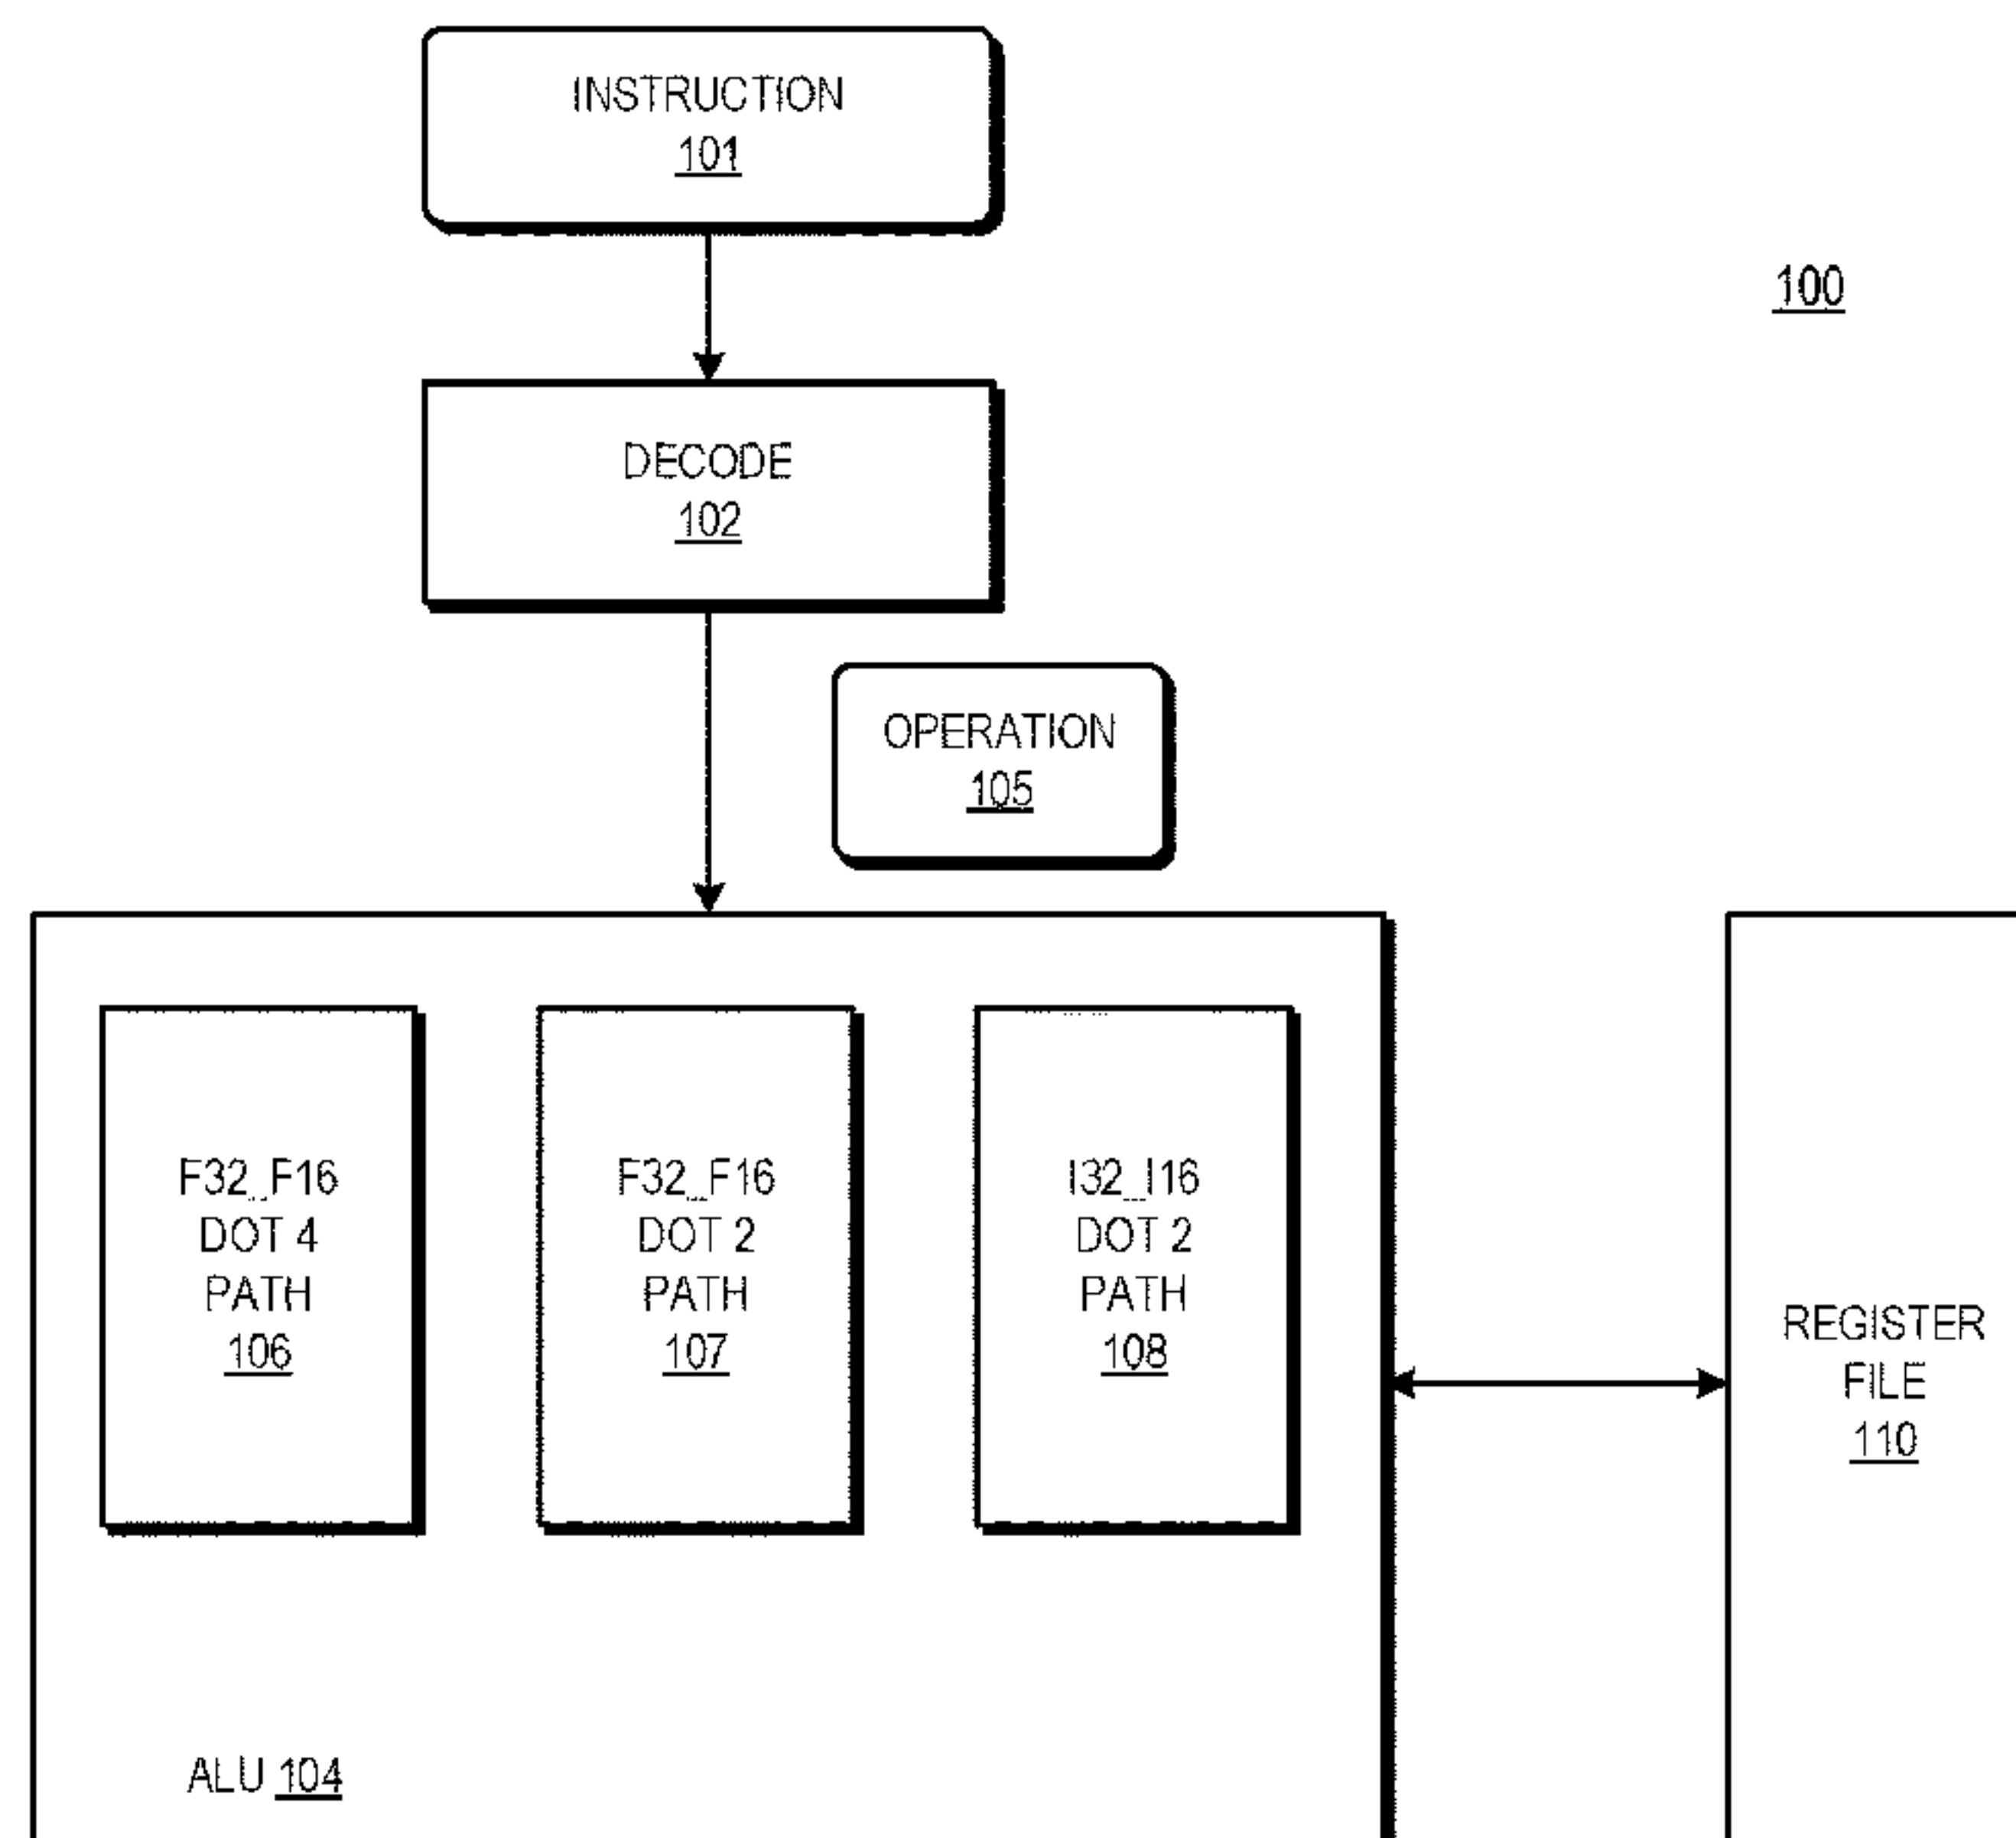 INSTRUCTION
101
100
DECODE
102
OPERATION
105
F32_F16
DOT 4
PATH
106
F32_F16
DOT 2
PATH
107
I32_I16
DOT 2
PATH
108
REGISTER
FILE
110
ALU 104